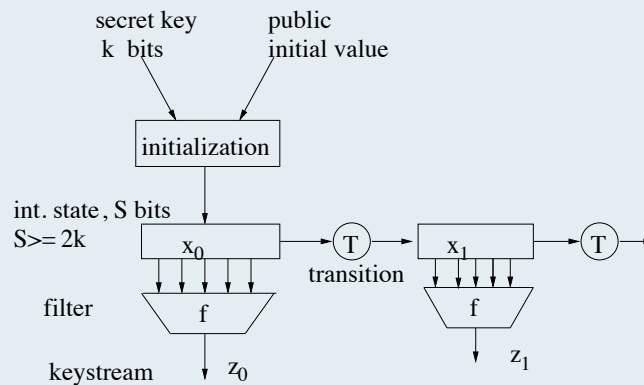 secret key
k bits
public
initial value
initialization
int. state, S bits
S>= 2k
x0
T
x1
T
transition
filter
f
f
keystream
z0
z1